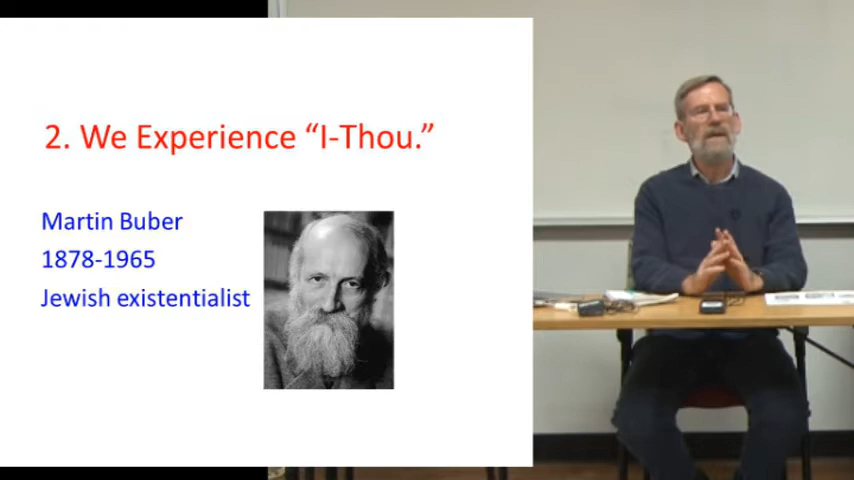 2. We Experience “I-Thou.”
Martin Buber
1878-1965
Jewish existentialist